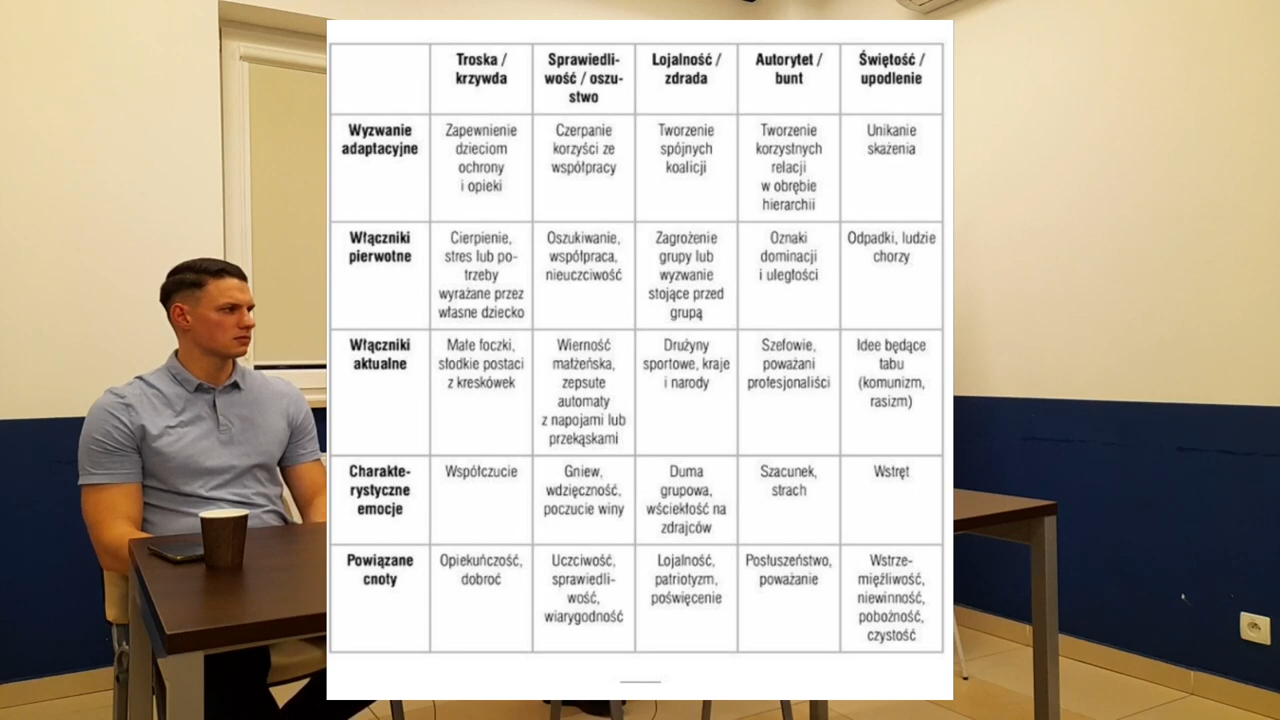 Troska /
krzywda
Sprawiedli-
wość / oszu-
stwo
Lojalność /
zdrada
Autorytet /
bunt
Świętość /
upodlenie
Wyzwanie
adaptacyjne
Zapewnienie
dzieciom
ochrony
i opieki
Czerpanie
korzyści ze
współpracy
Tworzenie
spójnych
koalicji
Tworzenie
korzystnych
relacji
w obrębie
hierarchii
Unikanie
skażenia
Włączniki
pierwotne
Cierpienie,
stres lub po-
trzeby
wyrażane przez
własne dziecko
Oszukiwanie,
współpraca,
nieuczciwość
Zagrożenie
grupy lub
wyzwanie
stojące przed
grupą
Oznaki
dominacji
i uległości
Odpadki, ludzie
chorzy
Włączniki
aktualne
Małe foczki,
słodkie postaci
z kreskówek
Wierność
małżeńska,
zepsute
automaty
z napojami lub
przekąskami
Drużyny
sportowe, kraje
i narody
Szefowie,
poważani
profesjonaliści
Idee będące
tabu
(komunizm,
rasizm)
Charakte-
rystyczne
emocje
Współczucie
Gniew,
wdzięczność,
poczucie winy
Duma
grupowa,
wściekłość na
zdrajców
Szacunek,
strach
Wstręt
Powiązane
cnoty
Opiekuńczość,
dobroć
Uczciwość,
sprawiedli-
wość,
wiarygodność
Lojalność,
patriotyzm,
poświęcenie
Posłuszeństwo,
poważanie
Wstrze-
mięźliwość,
niewinność,
pobożność,
czystość